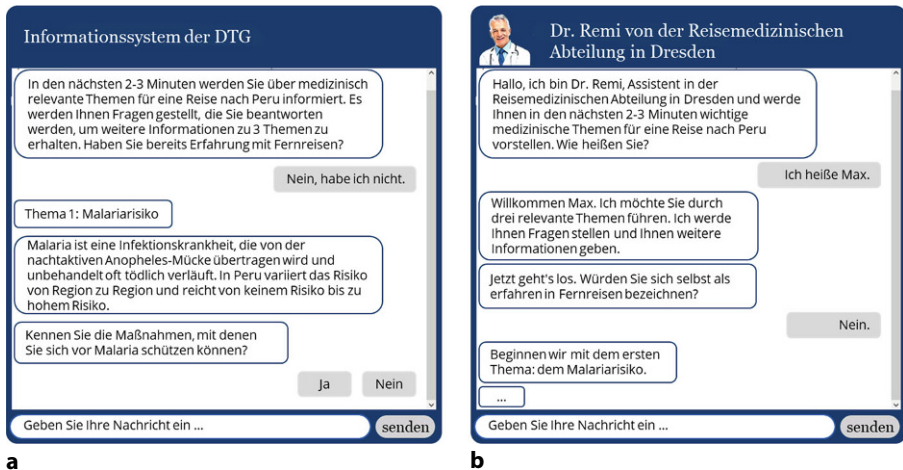 Informationssystem der DTG
In den nächsten 2-3 Minuten werden Sie über medizinisch
relevante Themen für eine Reise nach Peru informiert. Es
werden Ihnen Fragen gestellt, die Sie beantworten
werden, um weitere Informationen zu 3 Themen zu
erhalten. Haben Sie bereits Erfahrung mit Fernreisen?
Nein, habe ich nicht.
Thema 1: Malariarisiko
Malaria ist eine Infektionskrankheit, die von der
nachtaktiven Anopheles-Mücke übertragen wird und
unbehandelt oft tödlich verläuft. In Peru variiert das Risiko
von Region zu Region und reicht von keinem Risiko bis zu
hohem Risiko.
Kennen Sie die Maßnahmen, mit denen
Sie sich vor Malaria schützen können?
Ja Nein
Geben Sie Ihre Nachricht ein ... senden
a
Dr. Remi von der Reisemedizinischen
Abteilung in Dresden
Hallo, ich bin Dr. Remi, Assistent in der
Reisemedizinischen Abteilung in Dresden und werde
Ihnen in den nächsten 2-3 Minuten wichtige
medizinische Themen für eine Reise nach Peru
vorstellen. Wie heißen Sie?
Ich heiße Max.
Willkommen Max. Ich möchte Sie durch
drei relevante Themen führen. Ich werde
Ihnen Fragen stellen und Ihnen weitere
Informationen geben.
Jetzt geht's los. Würden Sie sich selbst als
erfahren in Fernreisen bezeichnen?
Nein.
Beginnen wir mit dem ersten
Thema: dem Malariarisiko.
...
Geben Sie Ihre Nachricht ein ... senden
b